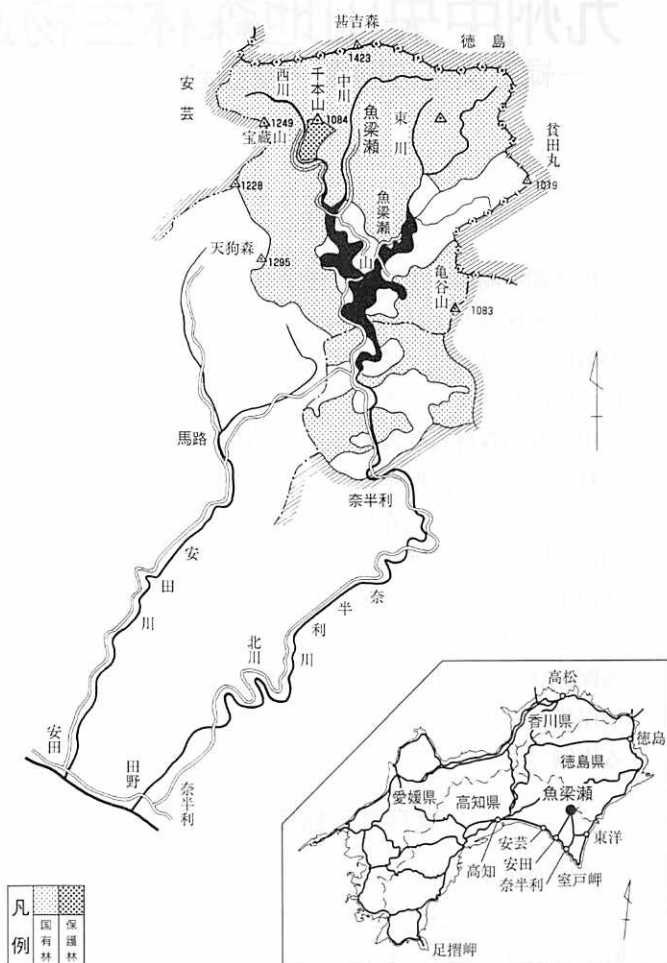 甚吉森
徳島
安芸
西川
千本山
中川
1423
魚梁瀬
東川
1249
宝蔵山
1084
貧田丸
1019
1228
魚梁瀬
山
天狗森
1295
亀谷山
1083
馬路
奈半利
安田川
奈半利川
北川
安田
田野
奈半利
高松
香川県
徳島
徳島県
愛媛県
高知県
魚梁瀬
安芸
東洋
安田
高知
奈半利
室戸岬
足摺岬
凡例
国有林
保護林